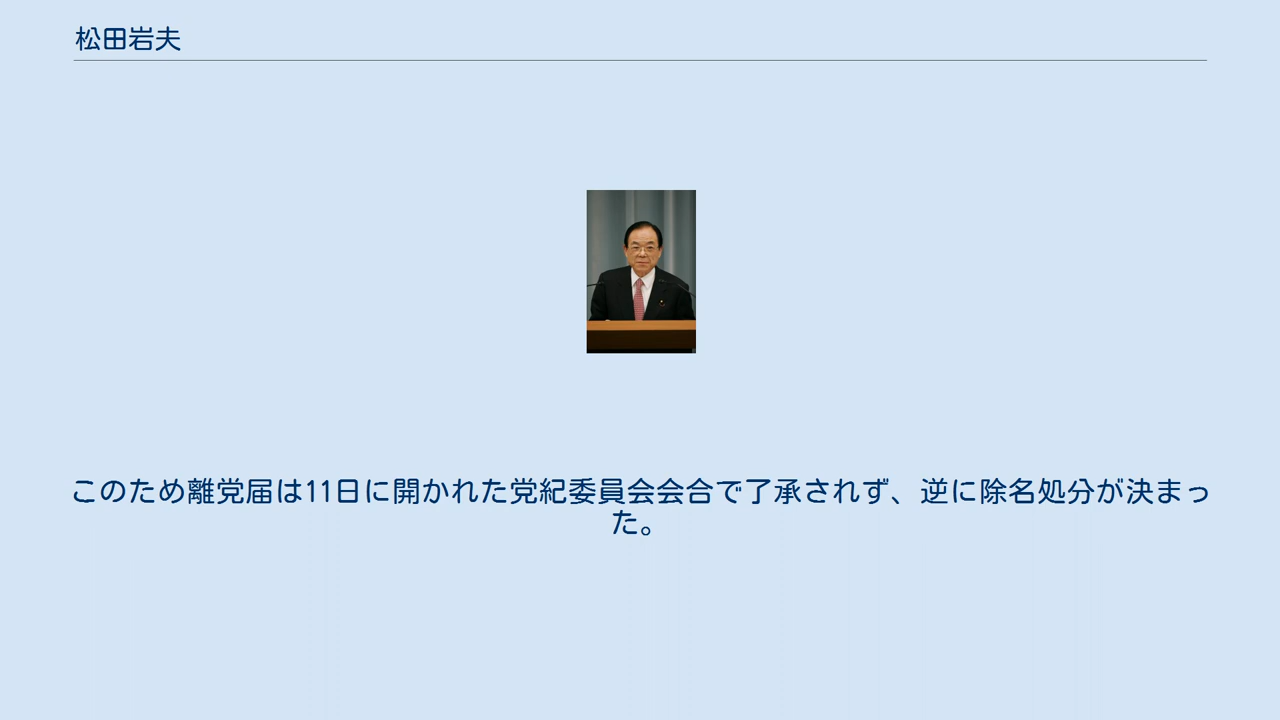 松田岩夫
このため離党届は11日に開かれた党紀委員会会合で了承されず、逆に除名処分が決まっ
た。